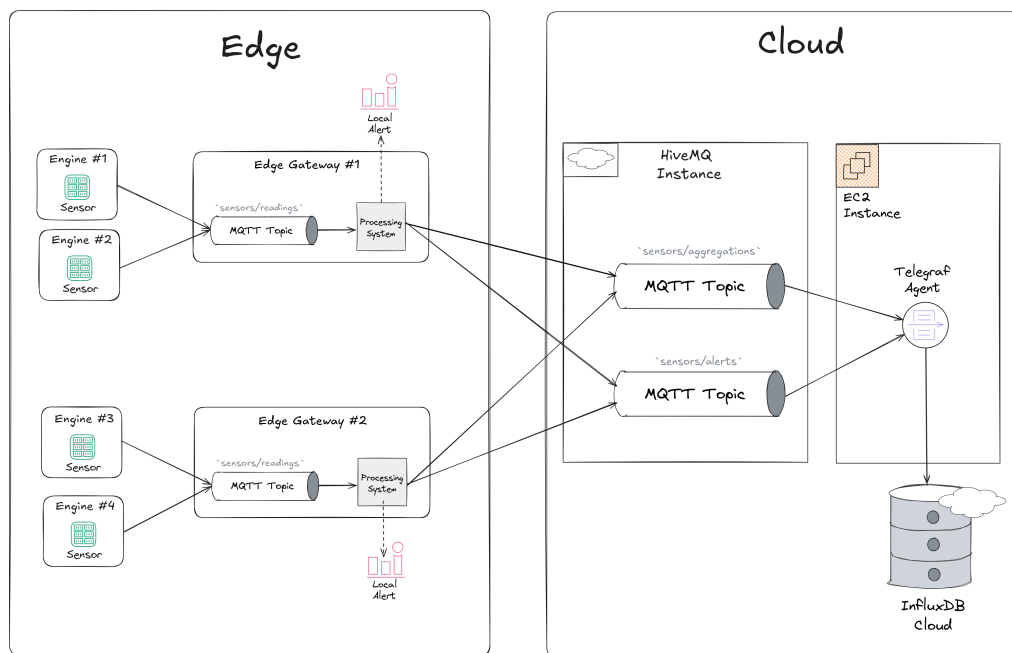 Edge
Cloud
Local
Alert
Engine #1
Sensor
Engine #2
Sensor
Edge Gateway #1
`sensors/readings`
MQTT Topic
Processing
System
HiveMQ
Instance
`sensors/aggregations`
MQTT Topic
`sensors/alerts`
MQTT Topic
EC2
Instance
Telegraf
Agent
Engine #3
Sensor
Engine #4
Sensor
Edge Gateway #2
`sensors/readings`
MQTT Topic
Processing
System
Local
Alert
InfluxDB
Cloud